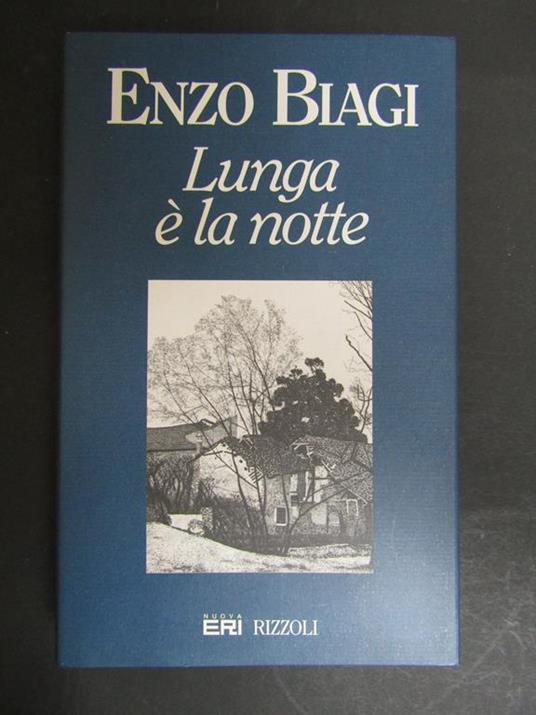 ENZO BIAGI
Lunga
è la notte
NUOVA
ERI RIZZOLI